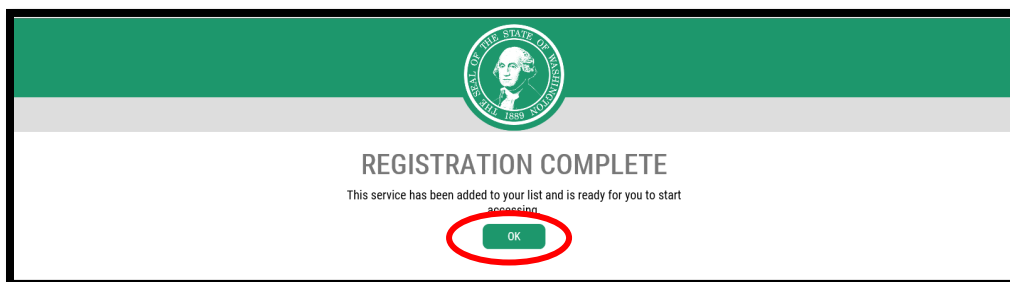 THE SEAL OF THE STATE OF WASHINGTON
1889
REGISTRATION COMPLETE
This service has been added to your list and is ready for you to start
accessing
OK